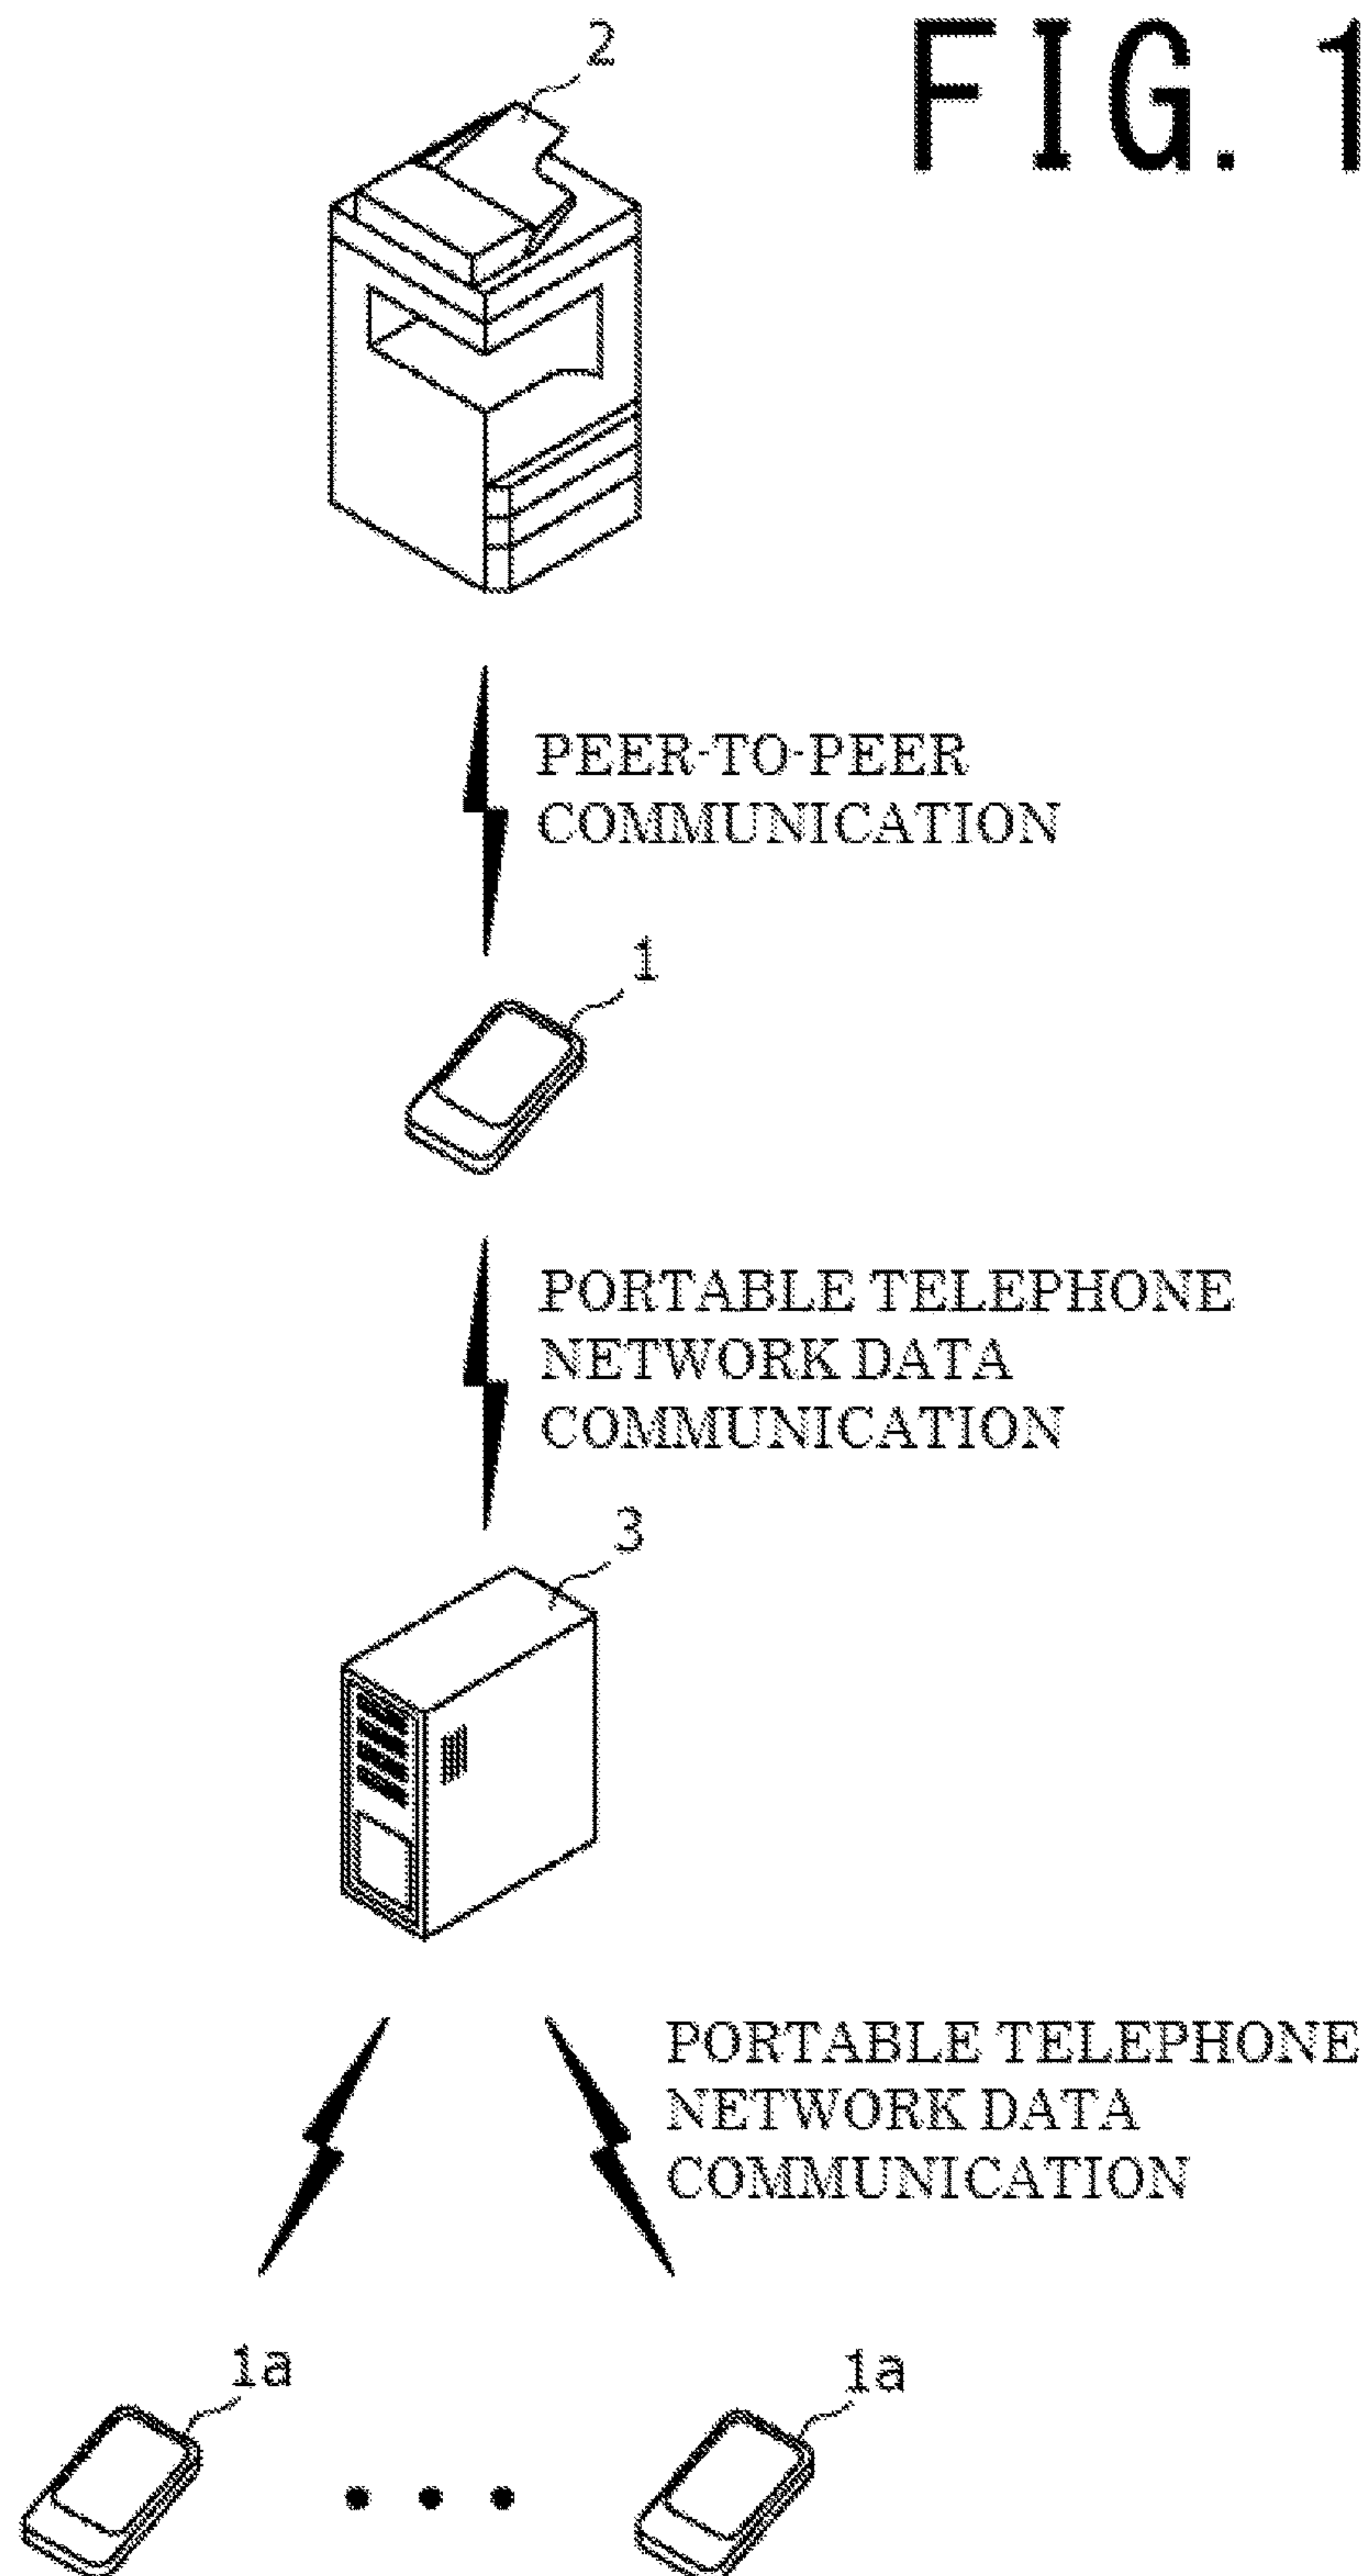 FIG. 1
2
PEER-TO-PEER
COMMUNICATION
1
PORTABLE TELEPHONE
NETWORK DATA
COMMUNICATION
3
PORTABLE TELEPHONE
NETWORK DATA
COMMUNICATION
1a
1a